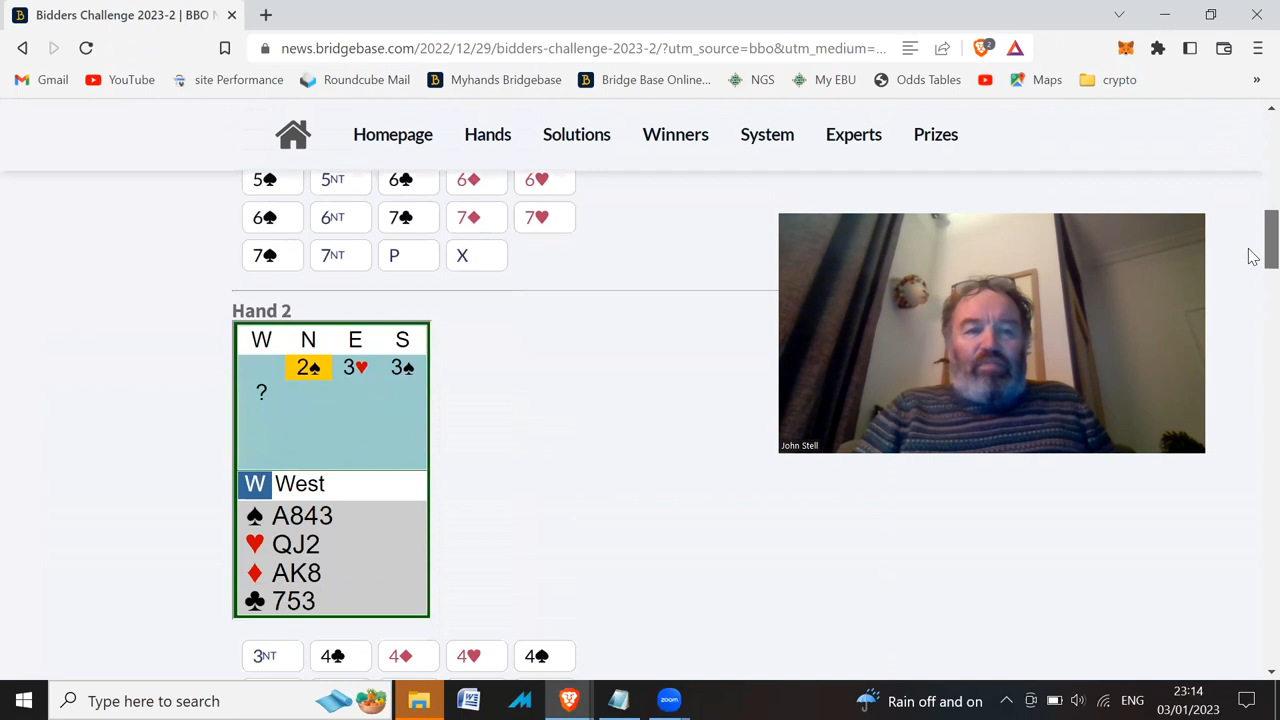 Bidders Challenge 2023-2 | BBO N
news.bridgebase.com/2022/12/29/bidders-challenge-2023-2/?utm_source=bbo&utm_medium=...
2
Gmail YouTube site Performance Roundcube Mail Myhands Bridgebase Bridge Base Online... NGS My EBU Odds Tables Maps crypto »
Homepage Hands Solutions Winners System Experts Prizes
5♠ 5NT 6♣ 6♦ 6♥
6♠ 6NT 7♣ 7♦ 7♥
7♠ 7NT P X
Hand 2
W N E S
2♠ 3♥ 3♠
?
W West
♠ A843
♥ QJ2
♦ AK8
♣ 753
3NT 4♣ 4♦ 4♥ 4♠
John Stell
Type here to search
Rain off and on
ENG
23:14
03/01/2023